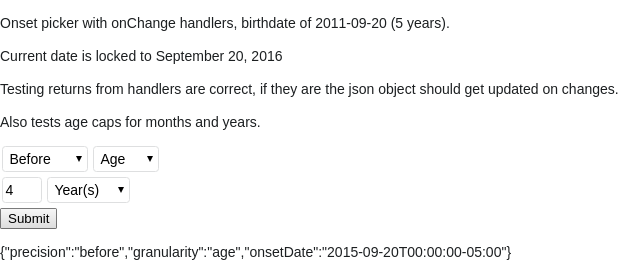 Onset picker with onChange handlers, birthdate of 2011-09-20 (5 years).
Current date is locked to September 20, 2016
Testing returns from handlers are correct, if they are the json object should get updated on changes.
Also tests age caps for months and years.
Before Age
4 Year(s)
Submit
{"precision":"before","granularity":"age","onsetDate":"2015-09-20T00:00:00-05:00"}